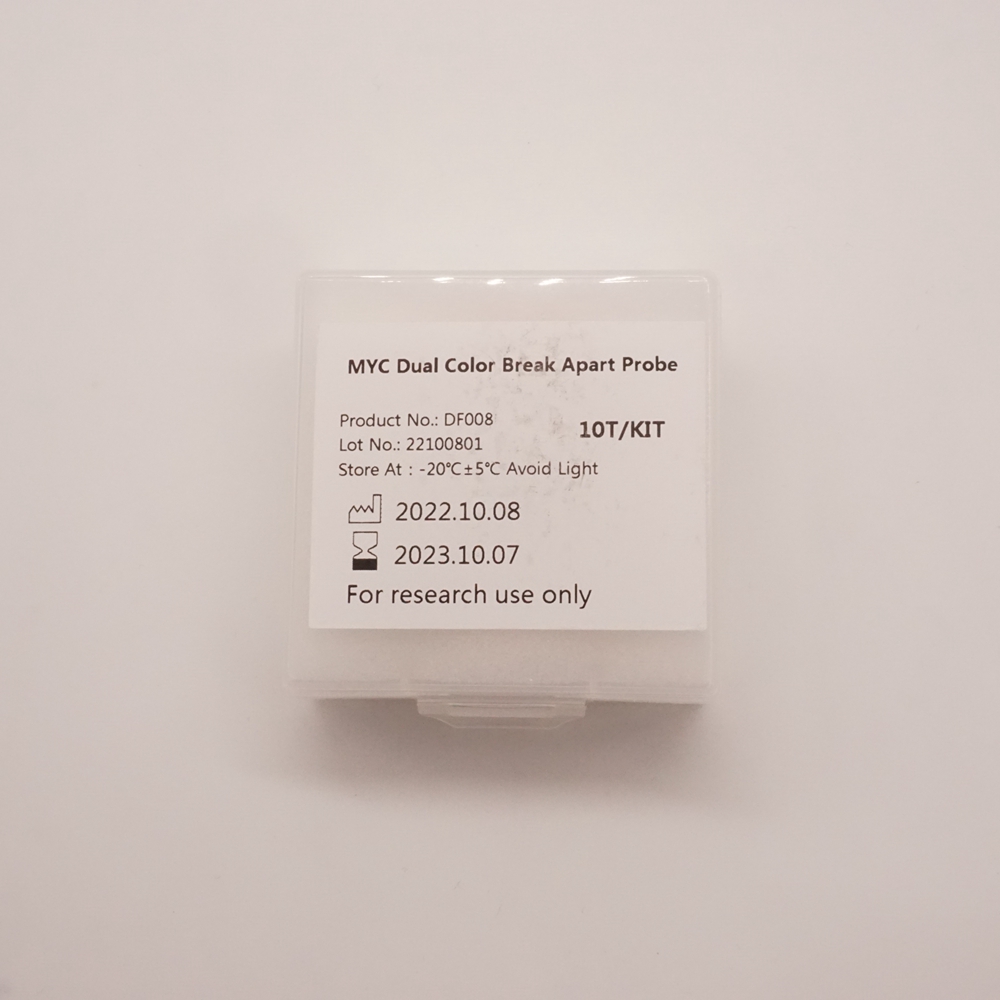 MYC Dual Color Break Apart Probe
Product No.: DF008
10T/KIT
Lot No.: 22100801
Store At : -20℃±5℃ Avoid Light
2022.10.08
2023.10.07
For research use only